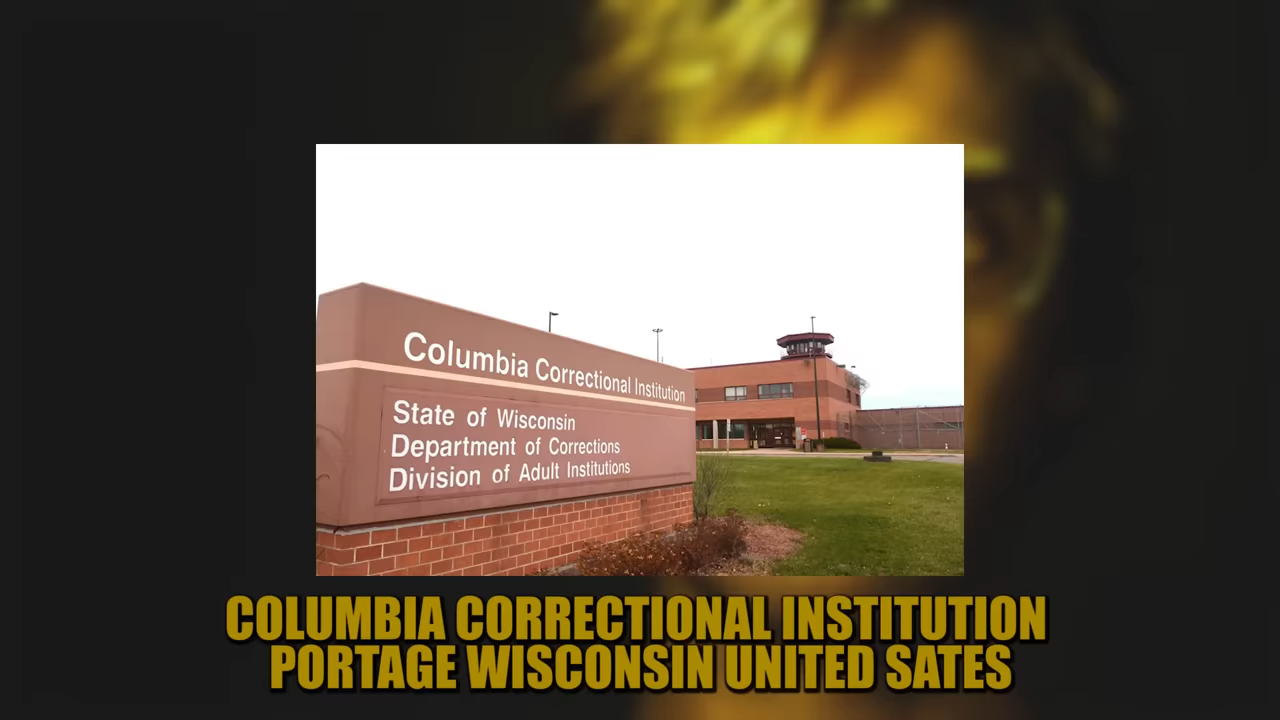 Columbia Correctional Institution
State of Wisconsin
Department of Corrections
Division of Adult Institutions
COLUMBIA CORRECTIONAL INSTITUTION
PORTAGE WISCONSIN UNITED SATES